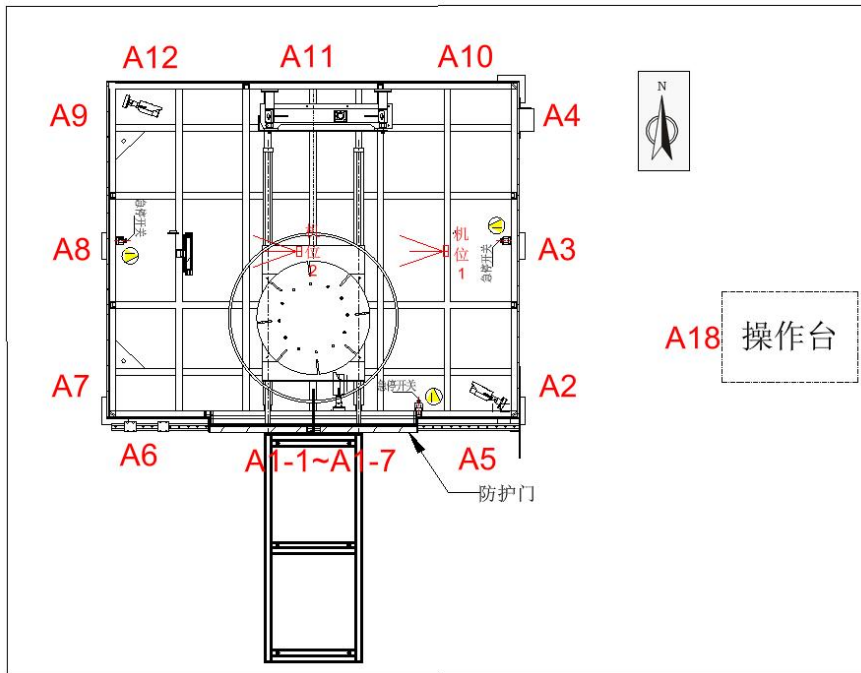 A12
A11
A10
A9
A4
N
急停开关
机位2
机位1
急停开关
A8
A3
A18
操作台
A7
急停开关
A2
A6
A1-1~A1-7
A5
防护门